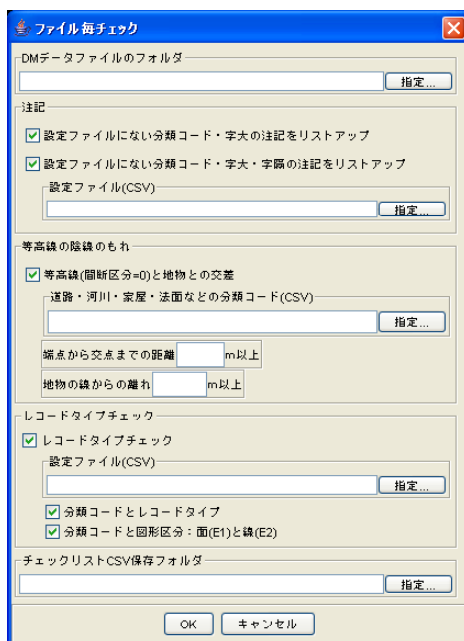 ファイル毎チェック
DMデータファイルのフォルダ
指定...
注記
設定ファイルにない分類コード・字大の注記をリストアップ
設定ファイルにない分類コード・字大・字隔の注記をリストアップ
設定ファイル(CSV)
指定...
等高線の陰線のもれ
等高線(間断区分=0)と地物との交差
道路・河川・家屋・法面などの分類コード(CSV)
指定...
端点から交点までの距離 m以上
地物の線からの離れ m以上
レコードタイプチェック
レコードタイプチェック
設定ファイル(CSV)
指定...
分類コードとレコードタイプ
分類コードと図形区分：面(E1)と線(E2)
チェックリストCSV保存フォルダ
指定...
OK キャンセル